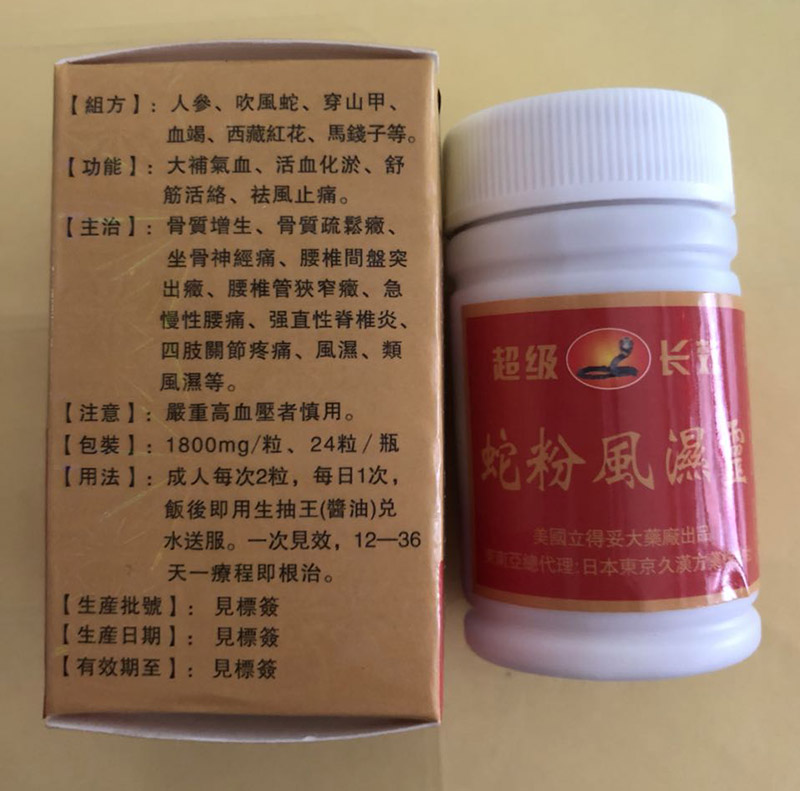 【組方】：人參、吹風蛇、穿山甲、
血竭、西藏紅花、馬錢子等。
【功能】：大補氣血、活血化淤、舒
筋活絡、祛風止痛。
【主治】：骨質增生、骨質疏鬆癥、
坐骨神經痛、腰椎間盤突
出癥、腰椎管狹窄癥、急
慢性腰痛、强直性脊椎炎、
四肢關節疼痛、風濕、類
風濕等。
【注意】：嚴重高血壓者慎用。
【包裝】：1800mg/粒、24粒/瓶
【用法】：成人每次2粒，每日1次，
飯後即用生抽王(醬油)兑
水送服。一次見效，12—36
天一療程即根治。
【生産批號】：見標簽
【生産日期】：見標簽
【有效期至】：見標簽
超级 长效
蛇粉風濕靈
美國立得妥大藥廠出品
東亞總代理:日本東京久漢方